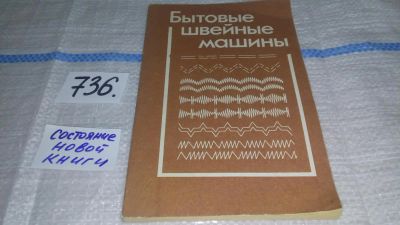 Бытовые
швейные
машины
736.
СОСТОЯНИЕ
НОВОЙ
КНИГИ